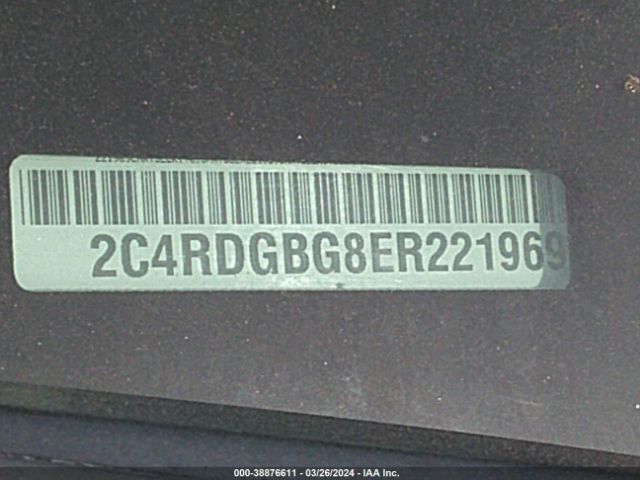 2C4RDGBG8ER221969
000-38876611 - 03/26/2024 - IAA Inc.